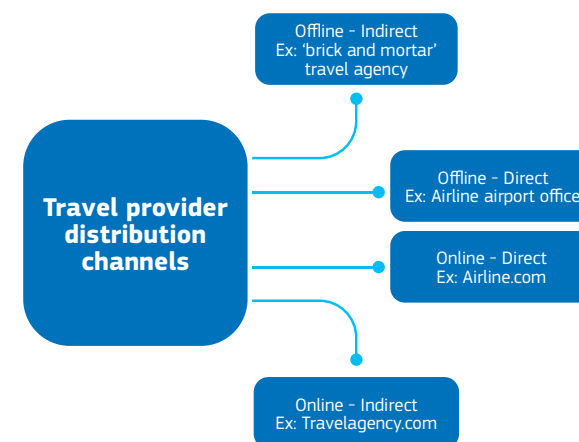 Offline - Indirect
Ex: ‘brick and mortar’
travel agency
Travel provider
distribution
channels
Offline - Direct
Ex: Airline airport office
Online - Direct
Ex: Airline.com
Online - Indirect
Ex: Travelagency.com